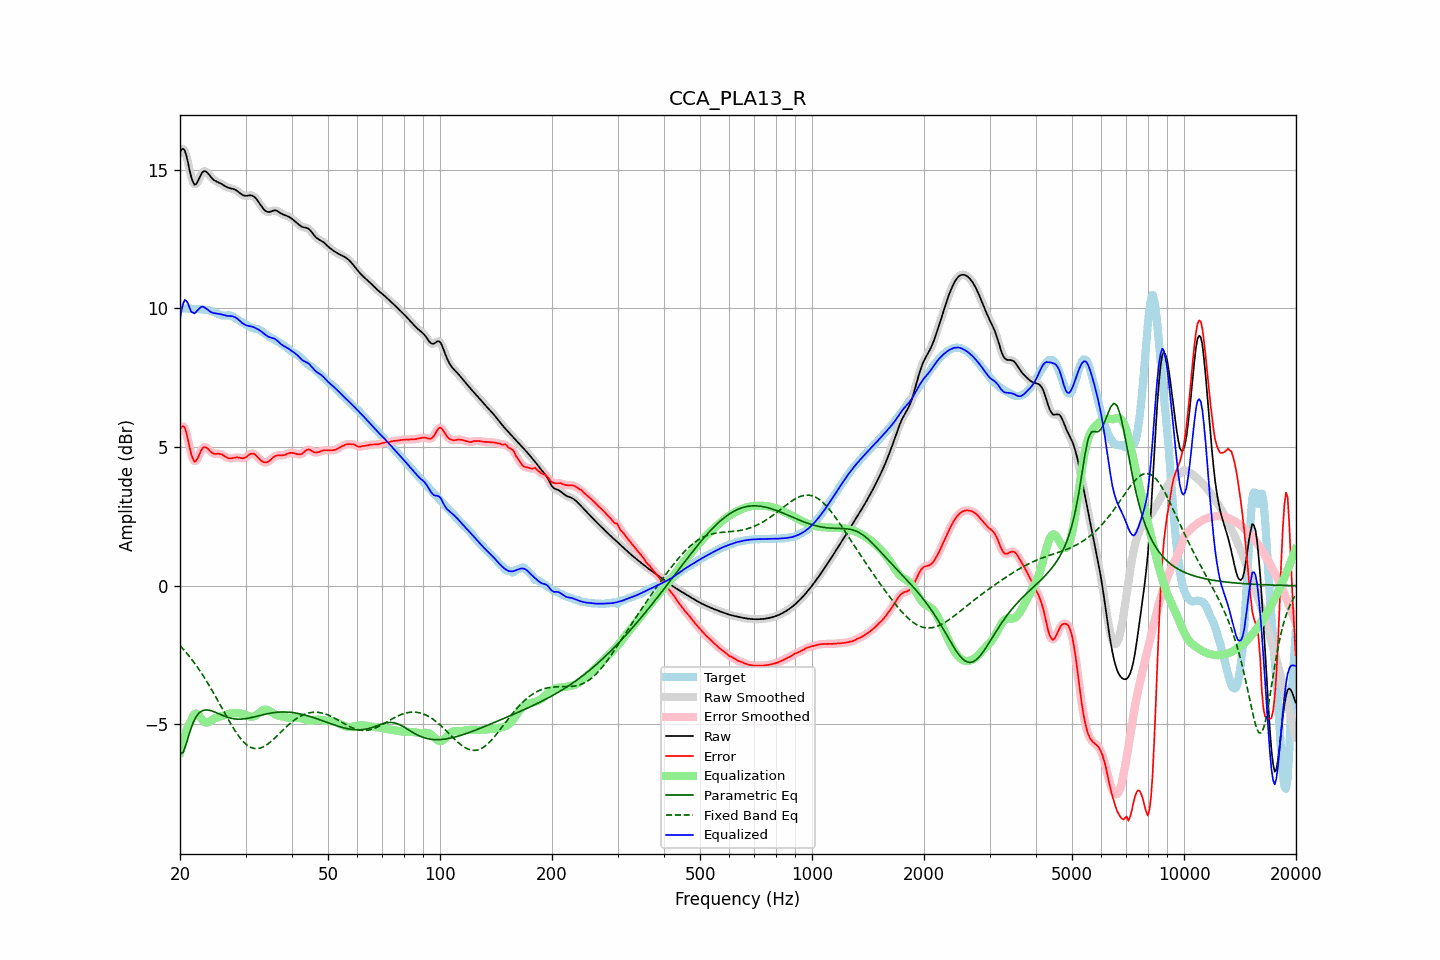 CCA_PLA13_R
Amplitude (dBr)
15
10
5
0
−5
Target
Raw Smoothed
Error Smoothed
Raw
Error
Equalization
Parametric Eq
Fixed Band Eq
Equalized
20
50
100
200
500
1000
2000
5000
10000
20000
Frequency (Hz)